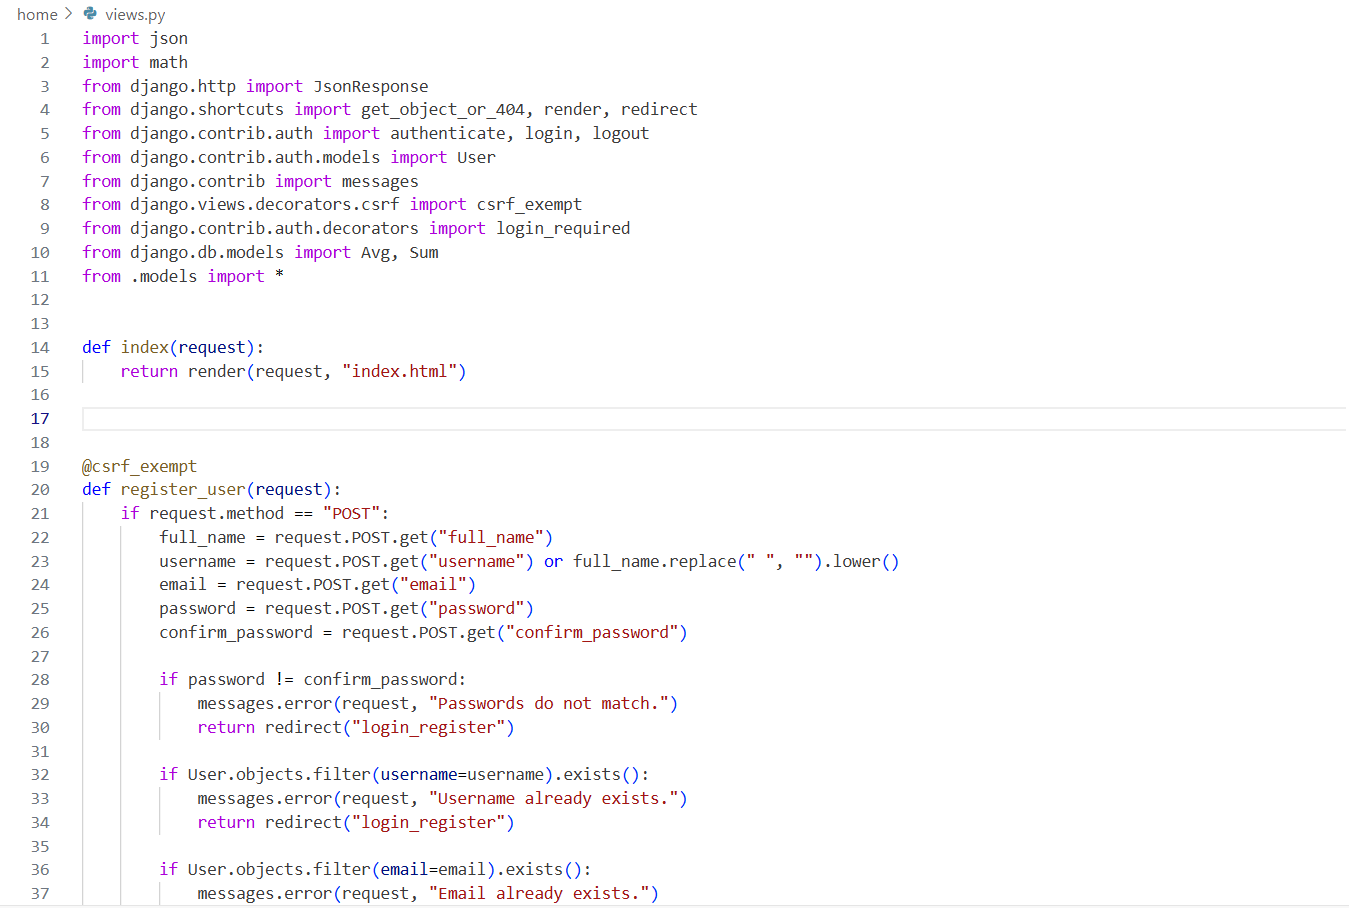 home > views.py
1 import json
2 import math
3 from django.http import JsonResponse
4 from django.shortcuts import get_object_or_404, render, redirect
5 from django.contrib.auth import authenticate, login, logout
6 from django.contrib.auth.models import User
7 from django.contrib import messages
8 from django.views.decorators.csrf import csrf_exempt
9 from django.contrib.auth.decorators import login_required
10 from django.db.models import Avg, Sum
11 from .models import *
12
13
14 def index(request):
15     return render(request, "index.html")
16
17
18
19 @csrf_exempt
20 def register_user(request):
21     if request.method == "POST":
22         full_name = request.POST.get("full_name")
23         username = request.POST.get("username") or full_name.replace(" ", "").lower()
24         email = request.POST.get("email")
25         password = request.POST.get("password")
26         confirm_password = request.POST.get("confirm_password")
27
28         if password != confirm_password:
29             messages.error(request, "Passwords do not match.")
30             return redirect("login_register")
31
32         if User.objects.filter(username=username).exists():
33             messages.error(request, "Username already exists.")
34             return redirect("login_register")
35
36         if User.objects.filter(email=email).exists():
37             messages.error(request, "Email already exists.")